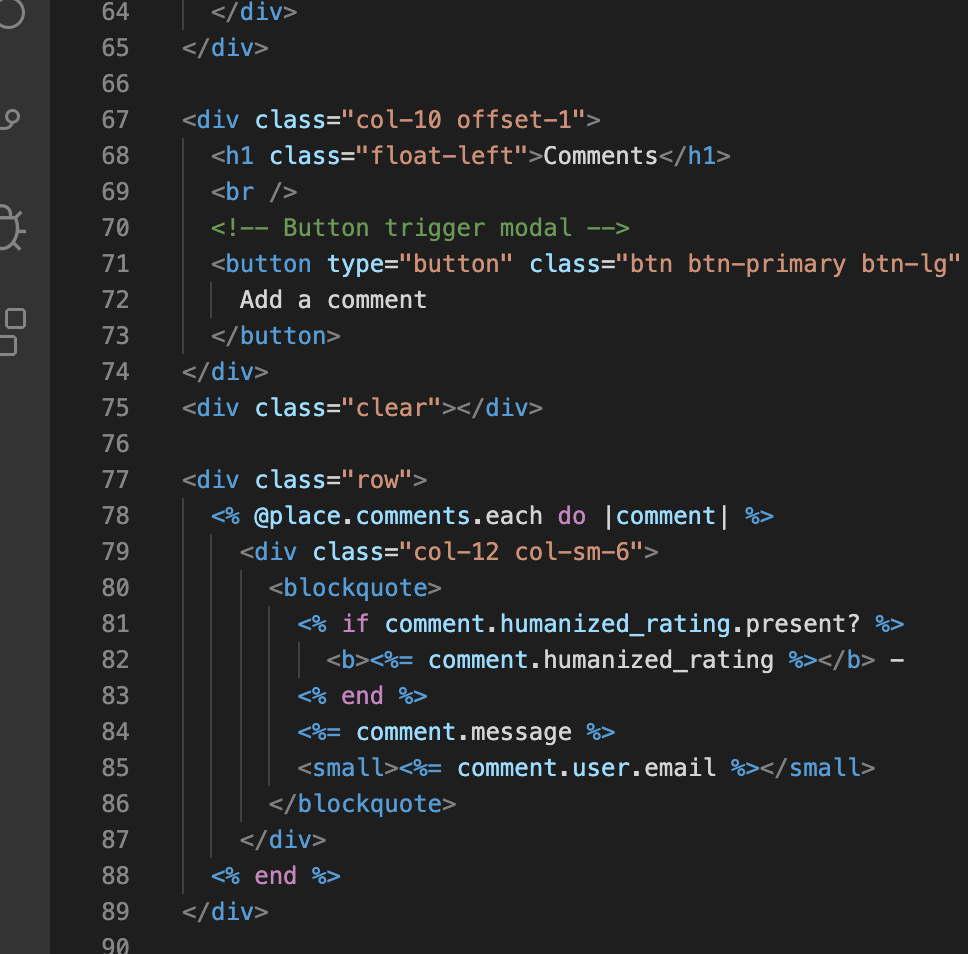 64 </div>
65 </div>
66
67 <div class="col-10 offset-1">
68 <h1 class="float-left">Comments</h1>
69 <br />
70 <!-- Button trigger modal -->
71 <button type="button" class="btn btn-primary btn-lg"
72 Add a comment
73 </button>
74 </div>
75 <div class="clear"></div>
76
77 <div class="row">
78 <% @place.comments.each do |comment| %>
79 <div class="col-12 col-sm-6">
80 <blockquote>
81 <% if comment.humanized_rating.present? %>
82 <b><%= comment.humanized_rating %></b> –
83 <% end %>
84 <%= comment.message %>
85 <small><%= comment.user.email %></small>
86 </blockquote>
87 </div>
88 <% end %>
89 </div>
90